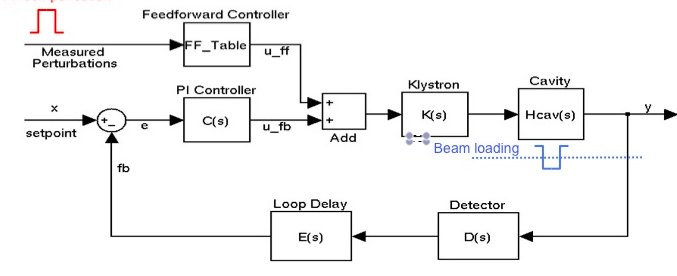 Feedforward Controller
Measured
Perturbations
FF_Table
u_ff
x
setpoint
+
-
e
PI Controller
C(s)
u_fb
+
+
Add
Klystron
K(s)
Cavity
Hcav(s)
y
Beam loading
fb
Loop Delay
E(s)
Detector
D(s)